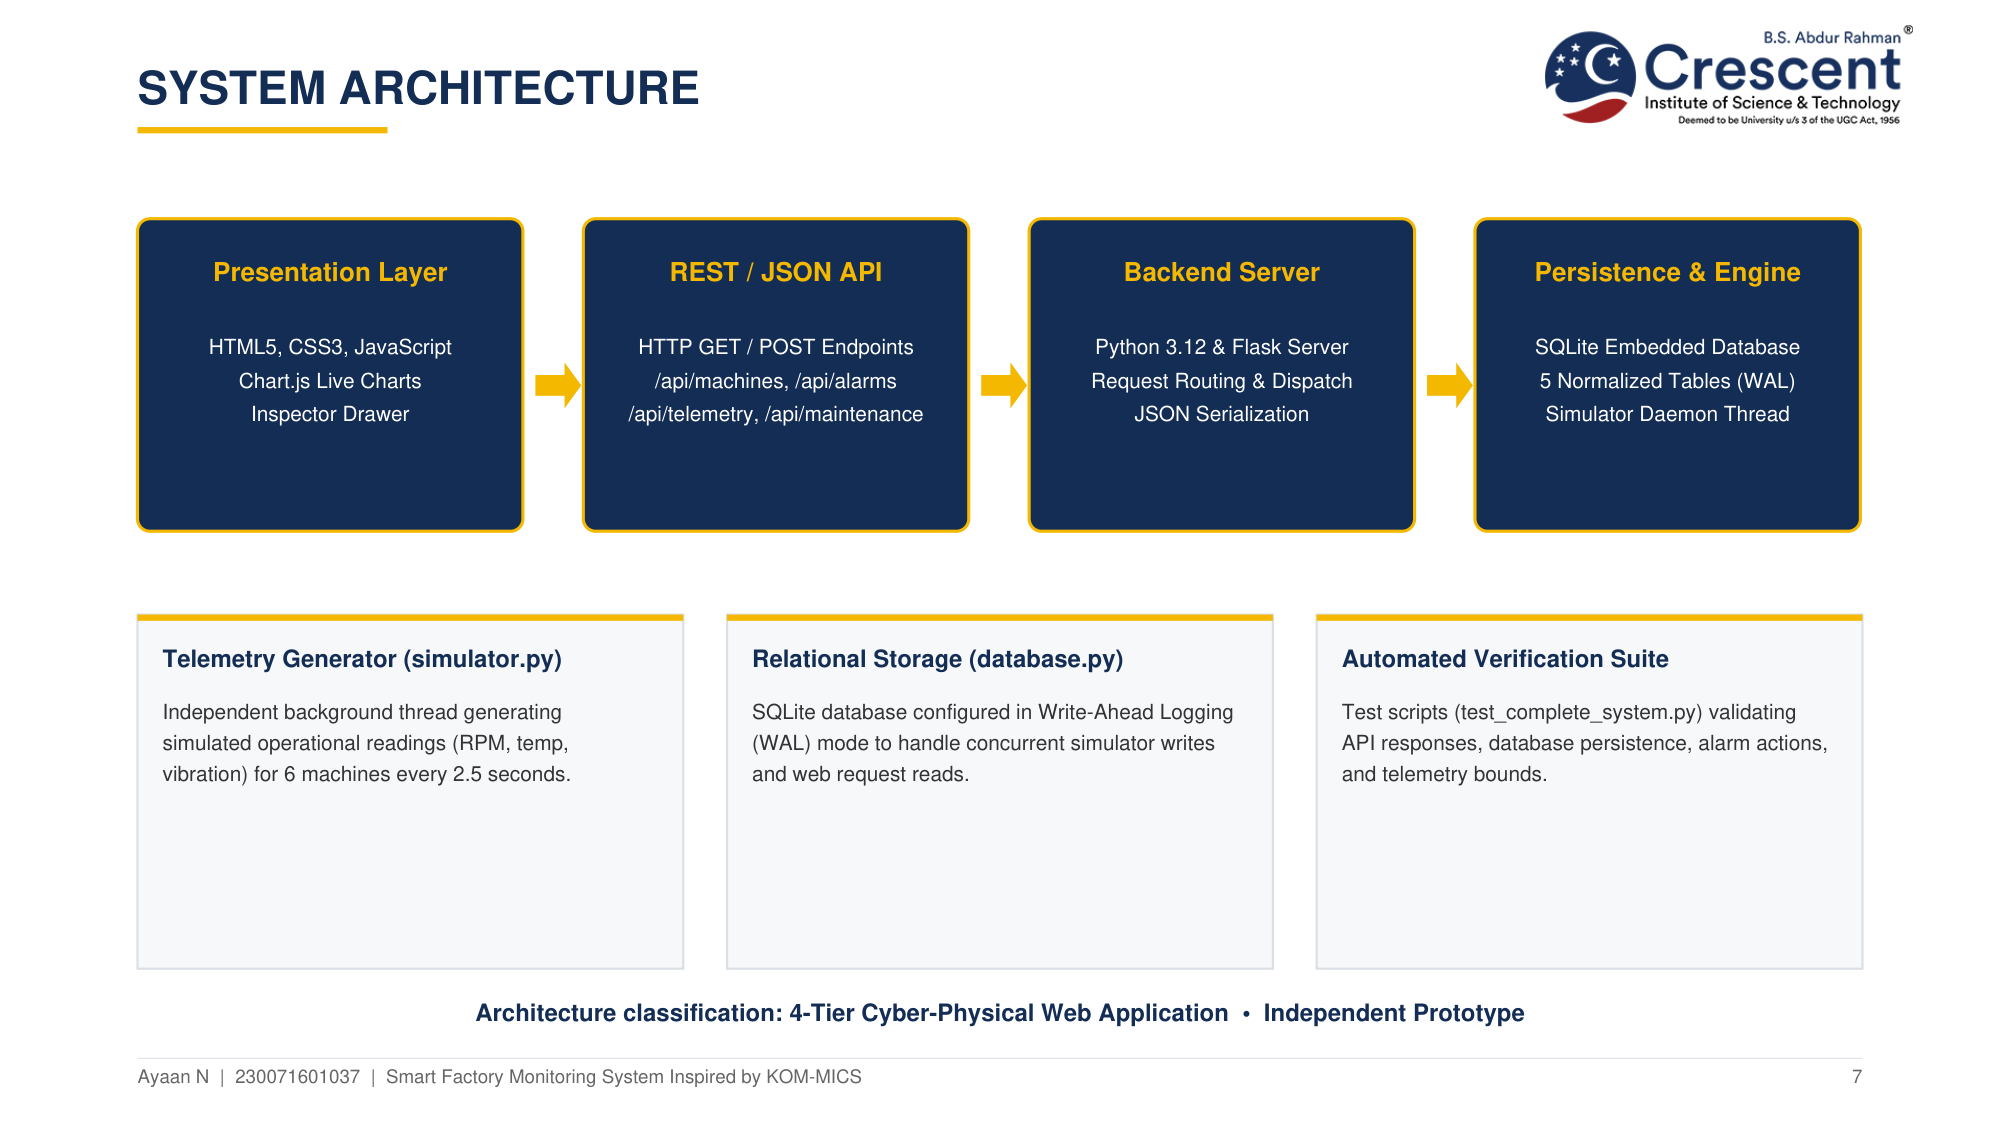 SYSTEM ARCHITECTURE
B.S. Abdur Rahman ®
Crescent
Institute of Science & Technology
Deemed to be University u/s 3 of the UGC Act, 1956
Presentation Layer
HTML5, CSS3, JavaScript
Chart.js Live Charts
Inspector Drawer
REST / JSON API
HTTP GET / POST Endpoints
/api/machines, /api/alarms
/api/telemetry, /api/maintenance
Backend Server
Python 3.12 & Flask Server
Request Routing & Dispatch
JSON Serialization
Persistence & Engine
SQLite Embedded Database
5 Normalized Tables (WAL)
Simulator Daemon Thread
Telemetry Generator (simulator.py)
Independent background thread generating
simulated operational readings (RPM, temp,
vibration) for 6 machines every 2.5 seconds.
Relational Storage (database.py)
SQLite database configured in Write-Ahead Logging
(WAL) mode to handle concurrent simulator writes
and web request reads.
Automated Verification Suite
Test scripts (test_complete_system.py) validating
API responses, database persistence, alarm actions,
and telemetry bounds.
Architecture classification: 4-Tier Cyber-Physical Web Application • Independent Prototype
Ayaan N | 230071601037 | Smart Factory Monitoring System Inspired by KOM-MICS
7